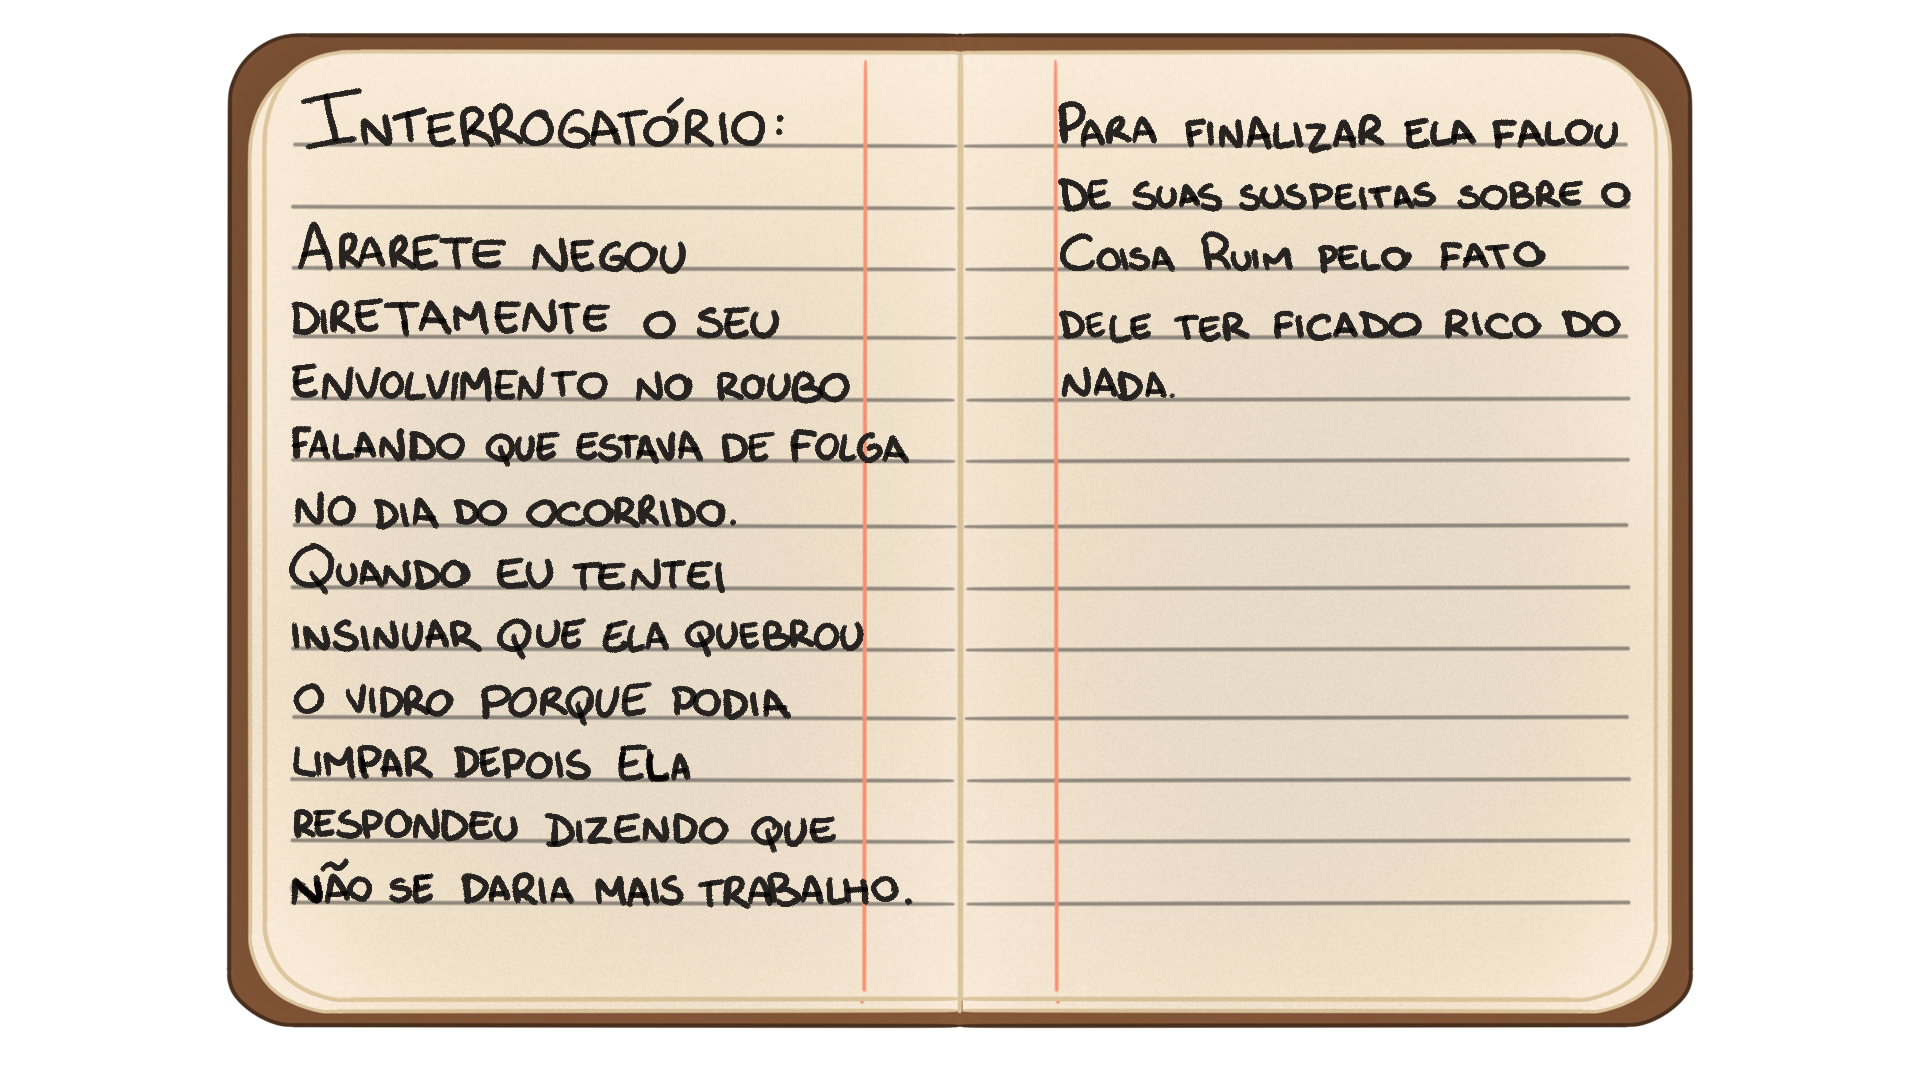 INTERROGATÓRIO:
ARARETE NEGOU
DIRETAMENTE O SEU
ENVOLVIMENTO NO ROUBO
FALANDO QUE ESTAVA DE FOLGA
NO DIA DO OCORRIDO.
QUANDO EU TENTEI
INSINUAR QUE ELA QUEBROU
O VIDRO PORQUE PODIA
LIMPAR DEPOIS ELA
RESPONDEU DIZENDO QUE
NÃO SE DARIA MAIS TRABALHO.
PARA FINALIZAR ELA FALOU
DE SUAS SUSPEITAS SOBRE O
COISA RUIM PELO FATO
DELE TER FICADO RICO DO
NADA.